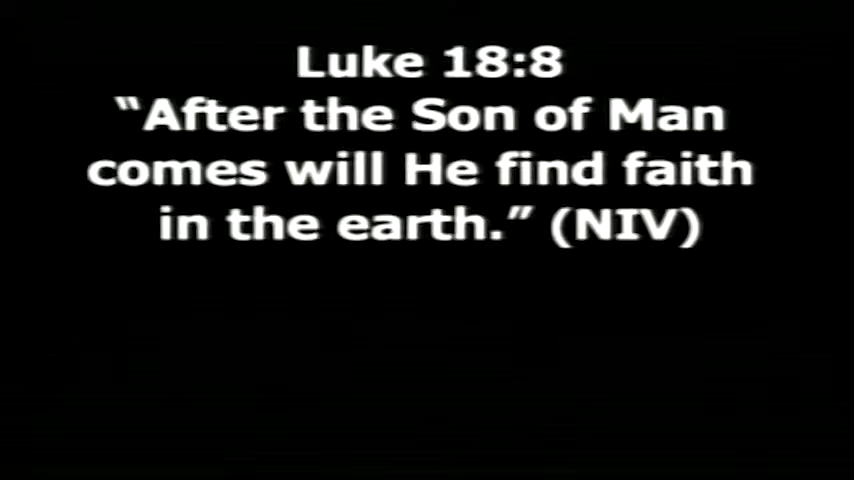 Luke 18:8
“After the Son of Man
comes will He find faith
in the earth.” (NIV)